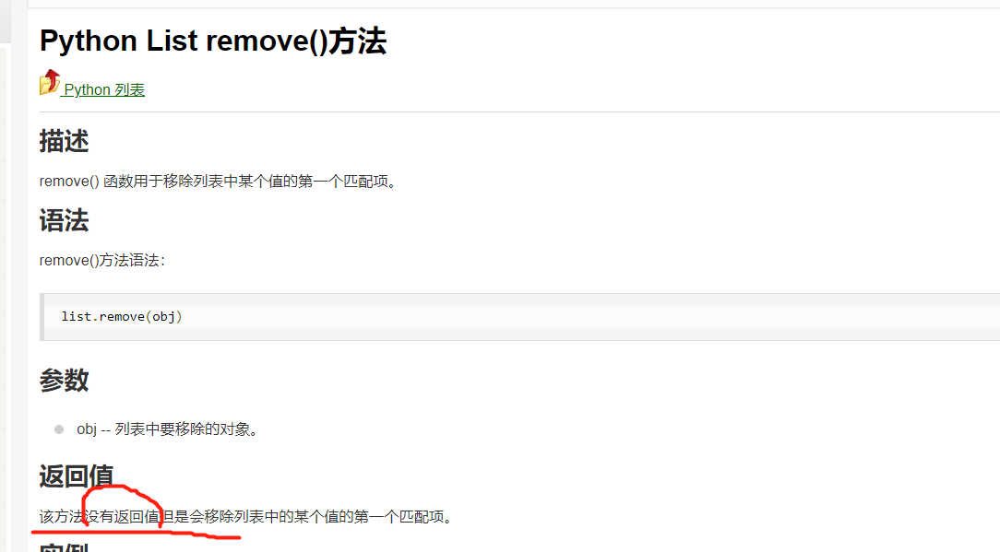 Python List remove()方法
Python 列表
描述
remove() 函数用于移除列表中某个值的第一个匹配项。
语法
remove()方法语法：
list.remove(obj)
参数
obj -- 列表中要移除的对象。
返回值
该方法没有返回值但是会移除列表中的某个值的第一个匹配项。
实例